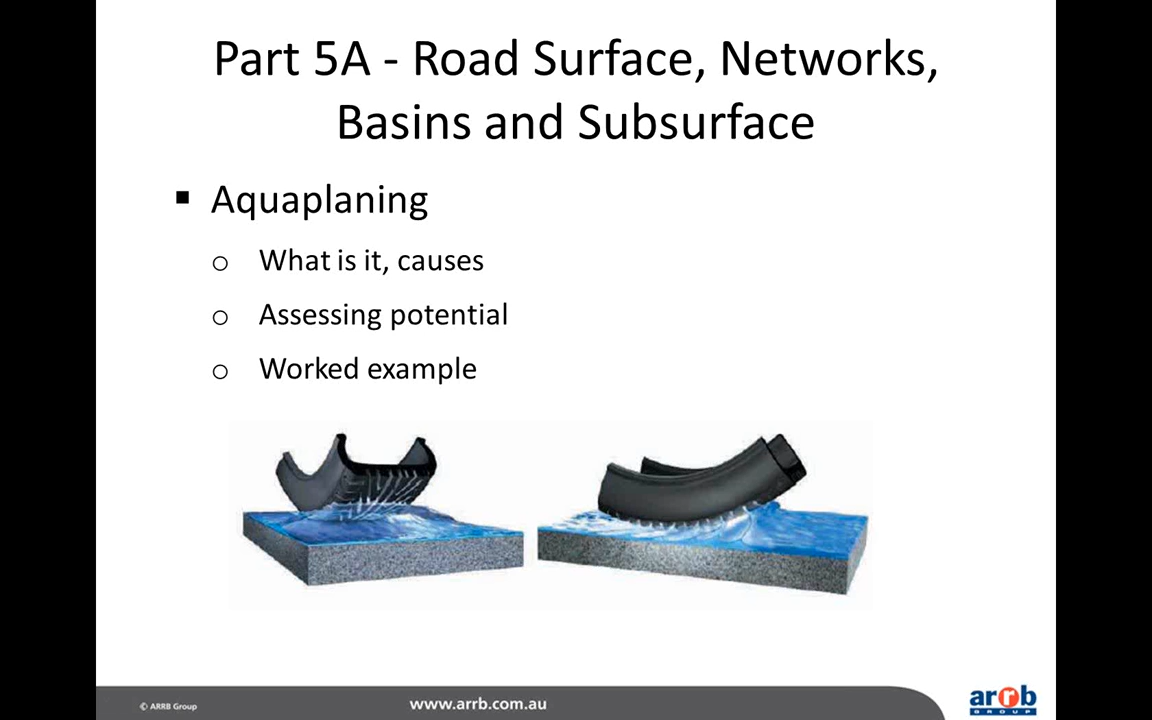 Part 5A - Road Surface, Networks,
Basins and Subsurface
▪ Aquaplaning
o What is it, causes
o Assessing potential
o Worked example
© ARRB Group
www.arrb.com.au
arrb
GROUP